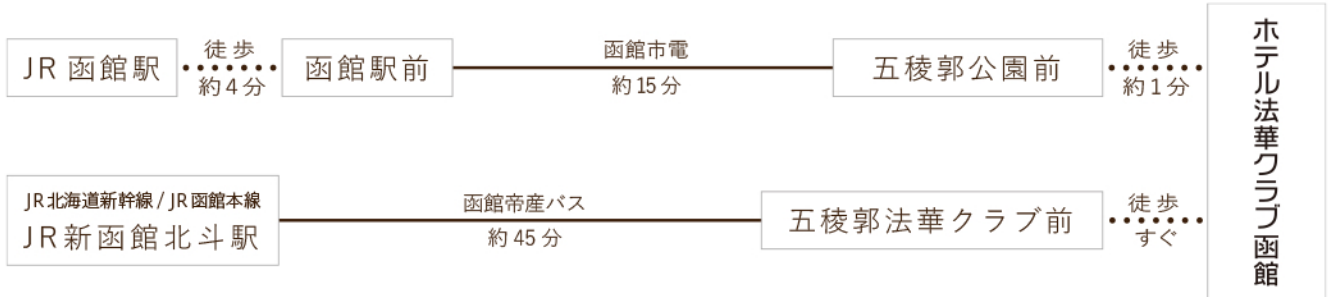 JR 函館駅
徒歩
約4分
函館駅前
函館市電
約15分
五稜郭公園前
徒歩
約1分
JR北海道新幹線 / JR函館本線
JR新函館北斗駅
函館帝産バス
約45分
五稜郭法華クラブ前
徒歩
すぐ
ホテル法華クラブ函館